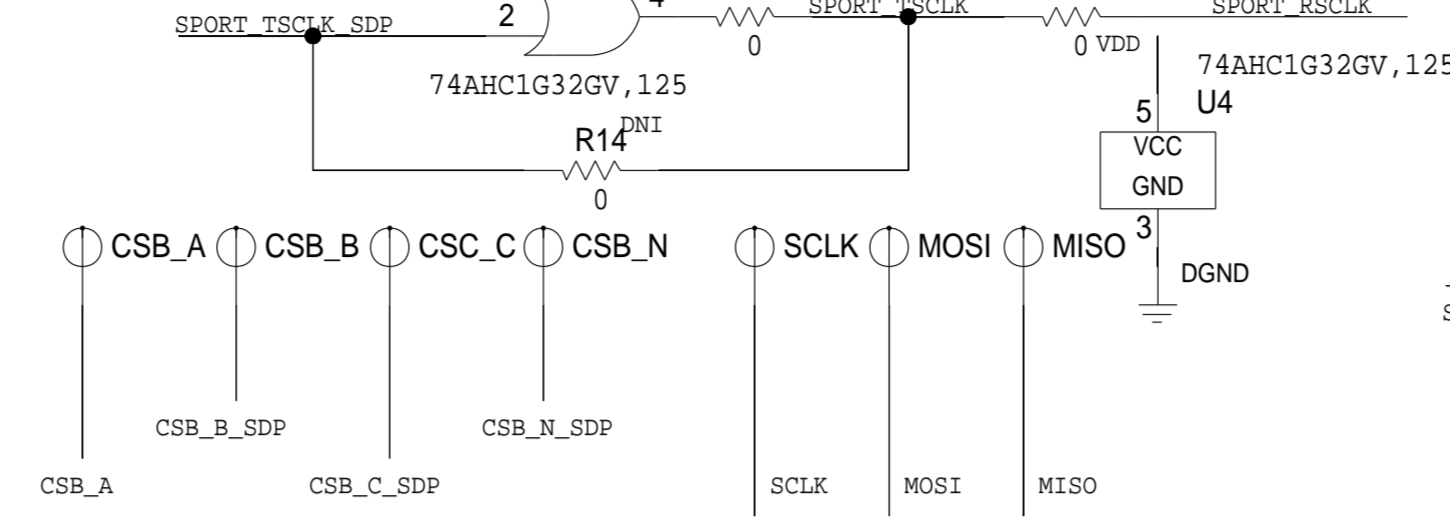 SPORT_TSCLK_SDP
2
4
SPORT_TSCLK
SPORT_RSCLK
0
0
VDD
74AHC1G32GV,125
74AHC1G32GV,125
U4
5
VCC
GND
3
DGND
DNI
R14
0
CSB_A
CSB_B
CSC_C
CSB_N
SCLK
MOSI
MISO
CSB_B_SDP
CSB_N_SDP
CSB_A
CSB_C_SDP
SCLK
MOSI
MISO